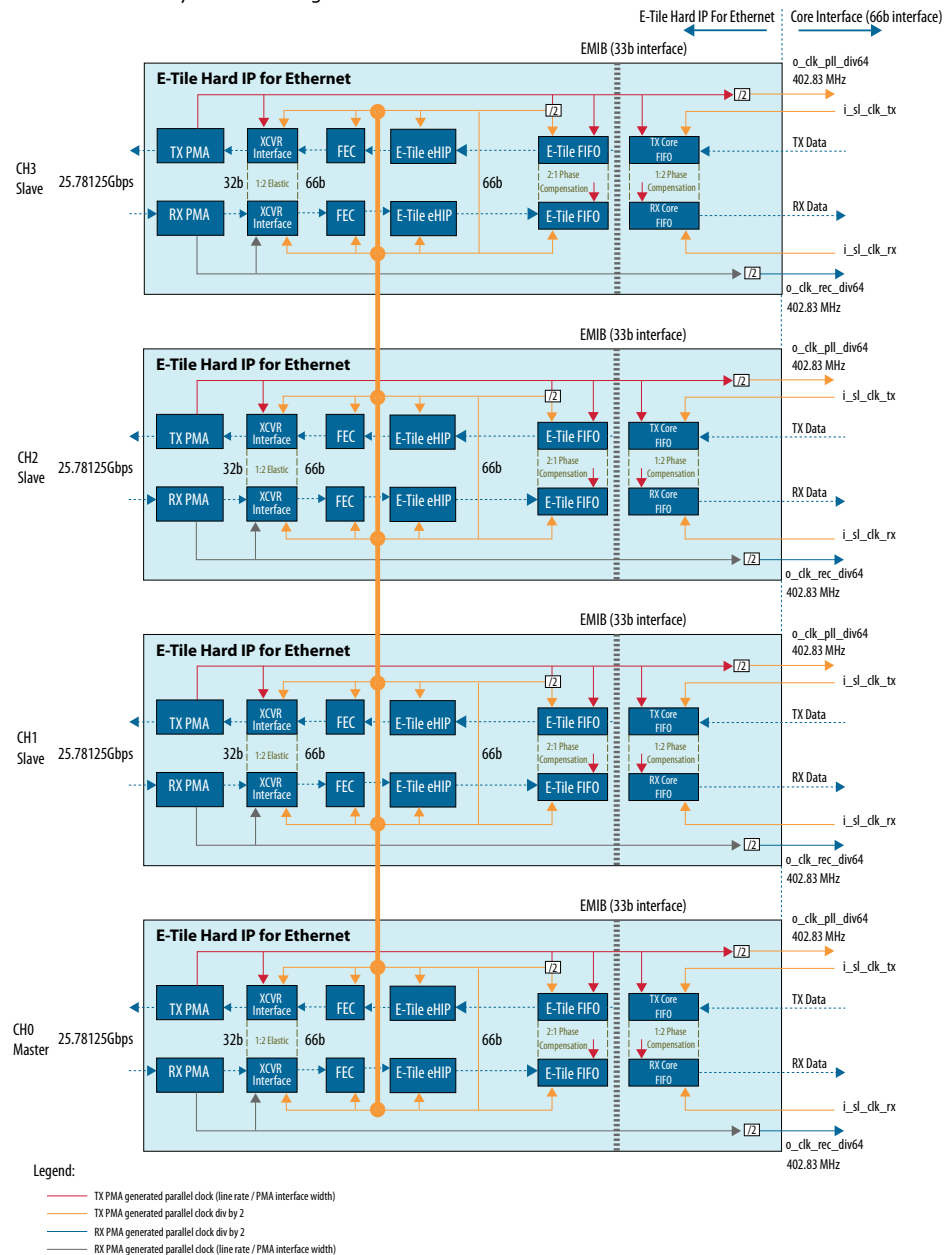 E-Tile Hard IP For Ethernet
Core Interface (66b interface)
EMIB (33b interface)
o_clk_pll_div64
402.83 MHz
E-Tile Hard IP for Ethernet
/2
/2
i_sl_clk_tx
TX PMA
XCVR
Interface
FEC
E-Tile eHIP
E-Tile FIFO
TX Core
FIFO
TX Data
CH3
Slave
25.78125Gbps
32b
1:2 Elastic
66b
66b
2:1 Phase
Compensation
1:2 Phase
Compensation
RX PMA
XCVR
Interface
FEC
E-Tile eHIP
E-Tile FIFO
RX Core
FIFO
RX Data
i_sl_clk_rx
/2
o_clk_rec_div64
402.83 MHz
EMIB (33b interface)
o_clk_pll_div64
402.83 MHz
E-Tile Hard IP for Ethernet
/2
/2
i_sl_clk_tx
TX PMA
XCVR
Interface
FEC
E-Tile eHIP
E-Tile FIFO
TX Core
FIFO
TX Data
CH2
Slave
25.78125Gbps
32b
1:2 Elastic
66b
66b
2:1 Phase
Compensation
1:2 Phase
Compensation
RX PMA
XCVR
Interface
FEC
E-Tile eHIP
E-Tile FIFO
RX Core
FIFO
RX Data
i_sl_clk_rx
/2
o_clk_rec_div64
402.83 MHz
EMIB (33b interface)
o_clk_pll_div64
402.83 MHz
E-Tile Hard IP for Ethernet
/2
/2
i_sl_clk_tx
TX PMA
XCVR
Interface
FEC
E-Tile eHIP
E-Tile FIFO
TX Core
FIFO
TX Data
CH1
Slave
25.78125Gbps
32b
1:2 Elastic
66b
66b
2:1 Phase
Compensation
1:2 Phase
Compensation
RX PMA
XCVR
Interface
FEC
E-Tile eHIP
E-Tile FIFO
RX Core
FIFO
RX Data
i_sl_clk_rx
/2
o_clk_rec_div64
402.83 MHz
EMIB (33b interface)
o_clk_pll_div64
402.83 MHz
E-Tile Hard IP for Ethernet
/2
/2
i_sl_clk_tx
TX PMA
XCVR
Interface
FEC
E-Tile eHIP
E-Tile FIFO
TX Core
FIFO
TX Data
CH0
Master
25.78125Gbps
32b
1:2 Elastic
66b
66b
2:1 Phase
Compensation
1:2 Phase
Compensation
RX PMA
XCVR
Interface
FEC
E-Tile eHIP
E-Tile FIFO
RX Core
FIFO
RX Data
i_sl_clk_rx
/2
o_clk_rec_div64
402.83 MHz
Legend:
TX PMA generated parallel clock (line rate / PMA interface width)
TX PMA generated parallel clock div by 2
RX PMA generated parallel clock div by 2
RX PMA generated parallel clock (line rate / PMA interface width)